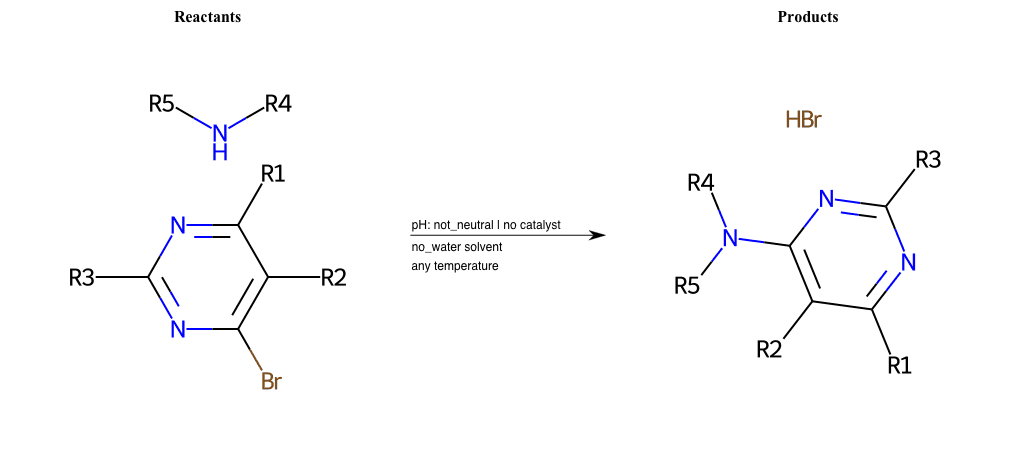 Reactants
Products
R5
R4
N
H
R1
N
R3
R2
N
Br
pH: not_neutral | no catalyst
no_water solvent
any temperature
HBr
R3
R4
N
N
N
R5
R2
R1